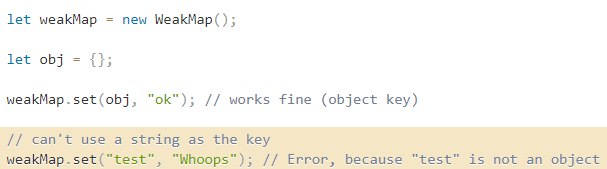 let weakMap = new WeakMap();
let obj = {};
weakMap.set(obj, "ok"); // works fine (object key)
// can't use a string as the key
weakMap.set("test", "Whoops"); // Error, because "test" is not an object